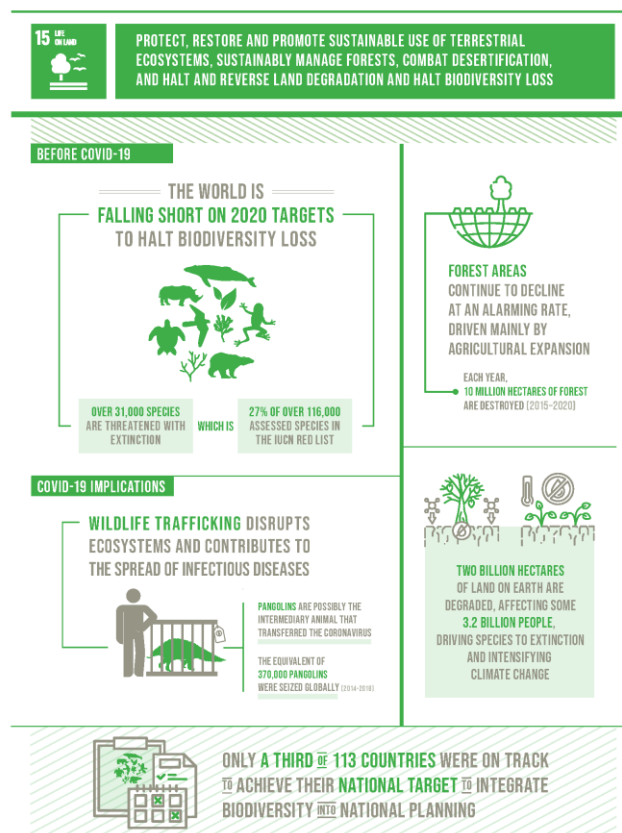 15 LIFE
ON LAND
PROTECT, RESTORE AND PROMOTE SUSTAINABLE USE OF TERRESTRIAL
ECOSYSTEMS, SUSTAINABLY MANAGE FORESTS, COMBAT DESERTIFICATION,
AND HALT AND REVERSE LAND DEGRADATION AND HALT BIODIVERSITY LOSS
BEFORE COVID-19
THE WORLD IS
FALLING SHORT ON 2020 TARGETS
TO HALT BIODIVERSITY LOSS
OVER 31,000 SPECIES
ARE THREATENED WITH
EXTINCTION
WHICH IS
27% OF OVER 116,000
ASSESSED SPECIES IN
THE IUCN RED LIST
FOREST AREAS
CONTINUE TO DECLINE
AT AN ALARMING RATE,
DRIVEN MAINLY BY
AGRICULTURAL EXPANSION
EACH YEAR,
10 MILLION HECTARES OF FOREST
ARE DESTROYED (2015-2020)
COVID-19 IMPLICATIONS
WILDLIFE TRAFFICKING DISRUPTS
ECOSYSTEMS AND CONTRIBUTES TO
THE SPREAD OF INFECTIOUS DISEASES
PANGOLINS ARE POSSIBLY THE
INTERMEDIARY ANIMAL THAT
TRANSFERRED THE CORONAVIRUS
THE EQUIVALENT OF
370,000 PANGOLINS
WERE SEIZED GLOBALLY (2014-2018)
TWO BILLION HECTARES
OF LAND ON EARTH ARE
DEGRADED, AFFECTING SOME
3.2 BILLION PEOPLE,
DRIVING SPECIES TO EXTINCTION
AND INTENSIFYING
CLIMATE CHANGE
ONLY A THIRD OF 113 COUNTRIES WERE ON TRACK
TO ACHIEVE THEIR NATIONAL TARGET TO INTEGRATE
BIODIVERSITY INTO NATIONAL PLANNING